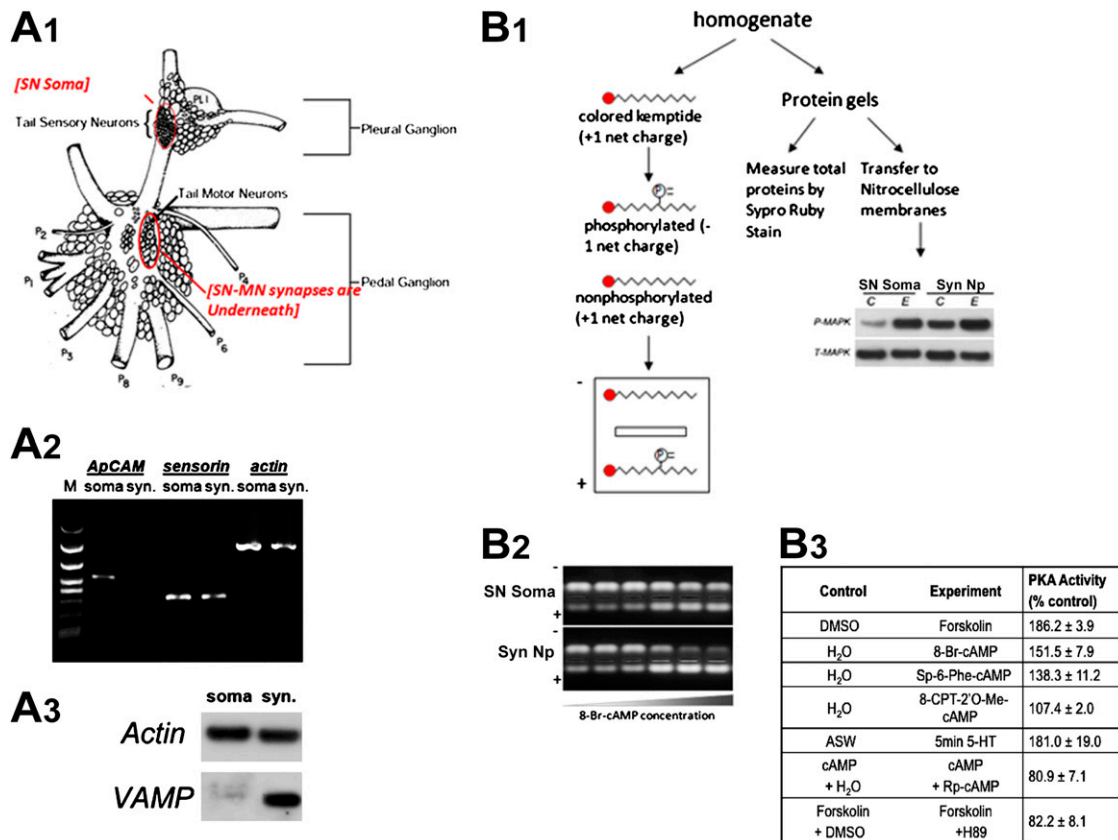 A1
[SN Soma]
PL1
Tail Sensory Neurons
Pleural Ganglion
Tail Motor Neurons
P2
P1
P4
Pedal Ganglion
[SN-MN synapses are
Underneath]
P3
P6
P8
P9
A2
ApCAM sensorin actin
M soma syn. soma syn. soma syn.
A3
soma syn.
Actin
VAMP
B1
homogenate
colored kemptide
(+1 net charge)
P =
phosphorylated (-
1 net charge)
nonphosphorylated
(+1 net charge)
-
P =
+
Protein gels
Measure total
proteins by
Sypro Ruby
Stain
Transfer to
Nitrocellulose
membranes
SN Soma Syn Np
C E C E
P-MAPK
T-MAPK
B2
-
SN Soma
+
-
Syn Np
+
8-Br-cAMP concentration
B3
Control Experiment PKA Activity
(% control)
DMSO Forskolin 186.2 ± 3.9
H2O 8-Br-cAMP 151.5 ± 7.9
H2O Sp-6-Phe-cAMP 138.3 ± 11.2
H2O 8-CPT-2'O-Me-
cAMP 107.4 ± 2.0
ASW 5min 5-HT 181.0 ± 19.0
cAMP cAMP
+ H2O + Rp-cAMP 80.9 ± 7.1
Forskolin Forskolin
+ DMSO +H89 82.2 ± 8.1